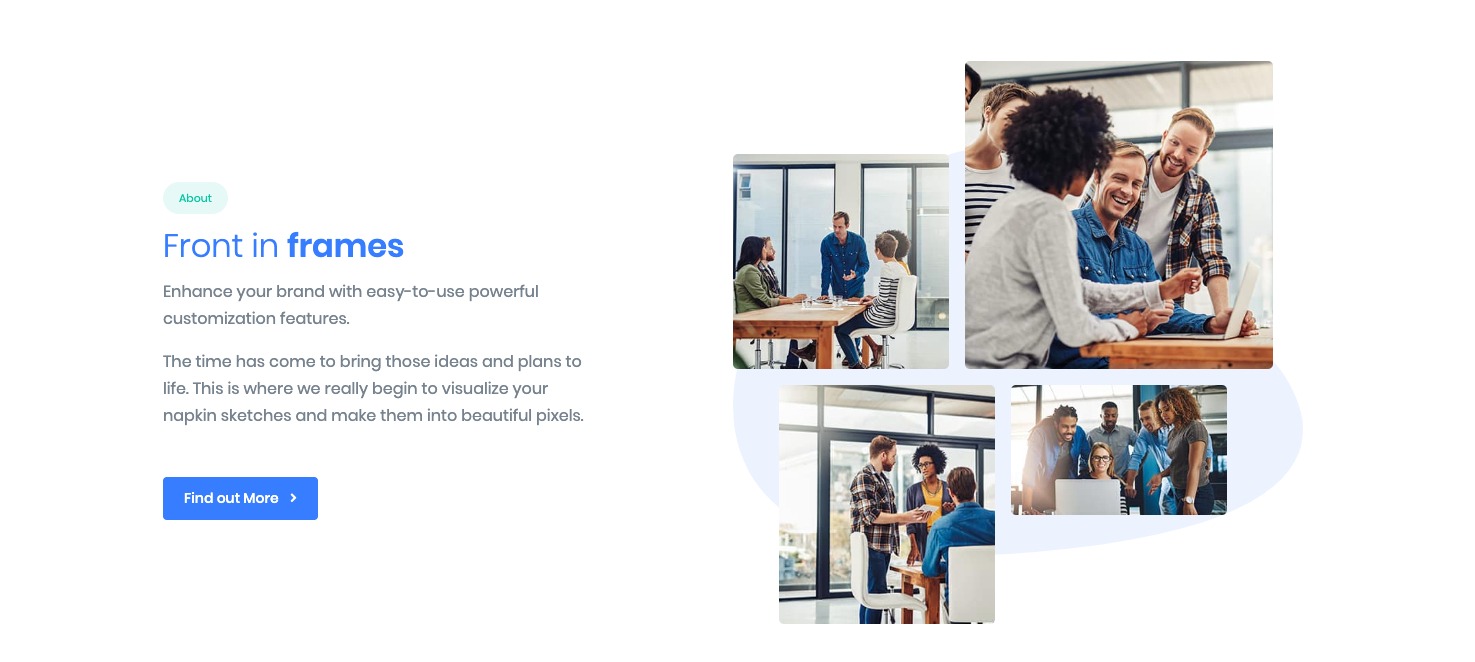 About
Front in frames
Enhance your brand with easy-to-use powerful
customization features.
The time has come to bring those ideas and plans to
life. This is where we really begin to visualize your
napkin sketches and make them into beautiful pixels.
Find out More